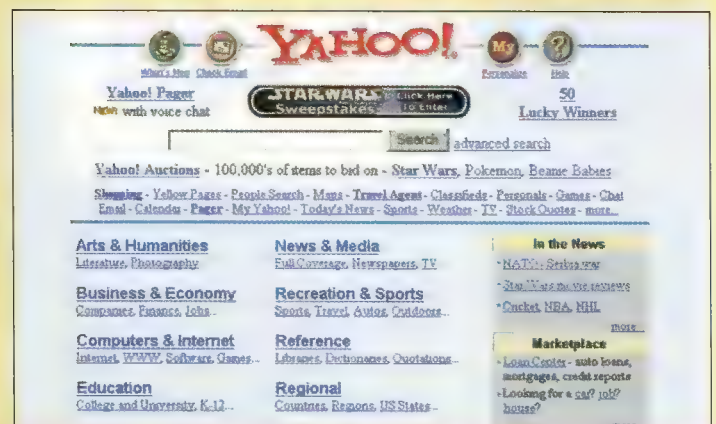 YAHOO!
What's New Check Email My Personalize ? Help
Yahoo! Pager
NEW! with voice chat
STAR WARS Click Here
Sweepstakes To Enter
50
Lucky Winners
Search advanced search
Yahoo! Auctions - 100,000's of items to bid on - Star Wars, Pokemon, Beanie Babies
Shopping - Yellow Pages - People Search - Maps - Travel Agent - Classifieds - Personals - Games - Chat
Email - Calendar - Pager - My Yahoo! - Today's News - Sports - Weather - TV - Stock Quotes - more...
Arts & Humanities
Literature, Photography
Business & Economy
Companies, Finance, Jobs...
Computers & Internet
Internet, WWW, Software, Games...
Education
College and University, K-12...
News & Media
Full Coverage, Newspapers, TV
Recreation & Sports
Sports, Travel, Autos, Outdoors...
Reference
Libraries, Dictionaries, Quotations...
Regional
Countries, Regions, US States...
In the News
NATO - Serbia war
Star Wars movie reviews
Cricket, NBA, NHL
more...
Marketplace
Loan Center - auto loans,
mortgages, credit reports
Looking for a car? job?
house?